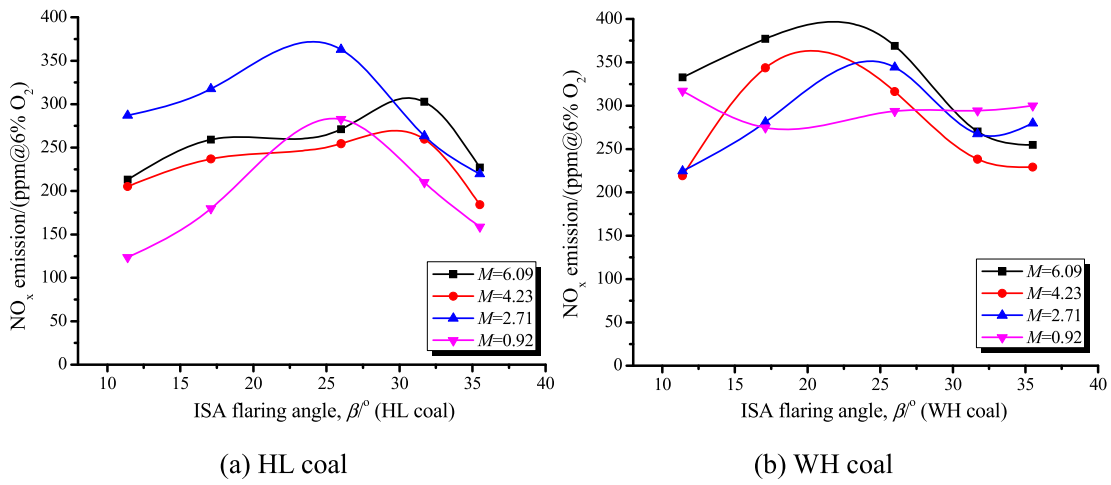 400
350
300
250
200
150
100
50
0
NOx emission/(ppm@6% O2)
M=6.09
M=4.23
M=2.71
M=0.92
10 15 20 25 30 35 40
ISA flaring angle, β/° (HL coal)
(a) HL coal
400
350
300
250
200
150
100
50
0
NOx emission/(ppm@6% O2)
M=6.09
M=4.23
M=2.71
M=0.92
10 15 20 25 30 35 40
ISA flaring angle, β/° (WH coal)
(b) WH coal